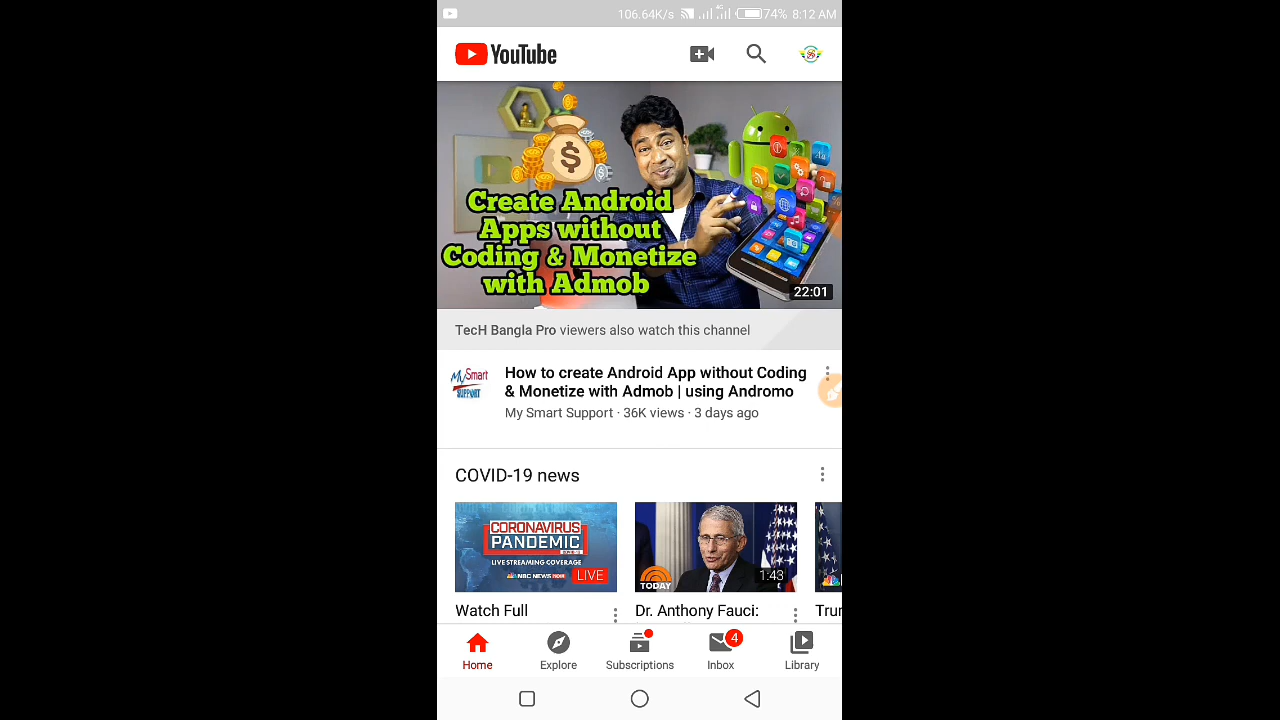 106.64K/s 4G 74% 8:12 AM
YouTube
Create Android
Apps without
Coding & Monetize
with Admob
22:01
TecH Bangla Pro viewers also watch this channel
My Smart
SUPPORT
How to create Android App without Coding
& Monetize with Admob | using Andromo
My Smart Support · 36K views · 3 days ago
COVID-19 news
CORONAVIRUS
PANDEMIC
LIVE STREAMING COVERAGE
NBC NEWS NOW
LIVE
TODAY
1:43
Watch Full
Dr. Anthony Fauci:
Tru
Home
Explore
Subscriptions
4
Inbox
Library